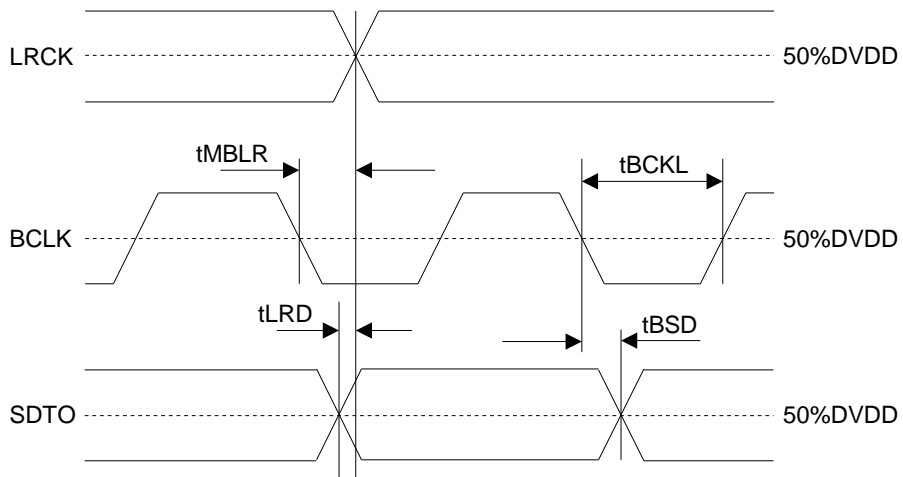 LRCK
50%DVDD
tMBLR
tBCKL
BCLK
50%DVDD
tLRD
tBSD
SDTO
50%DVDD